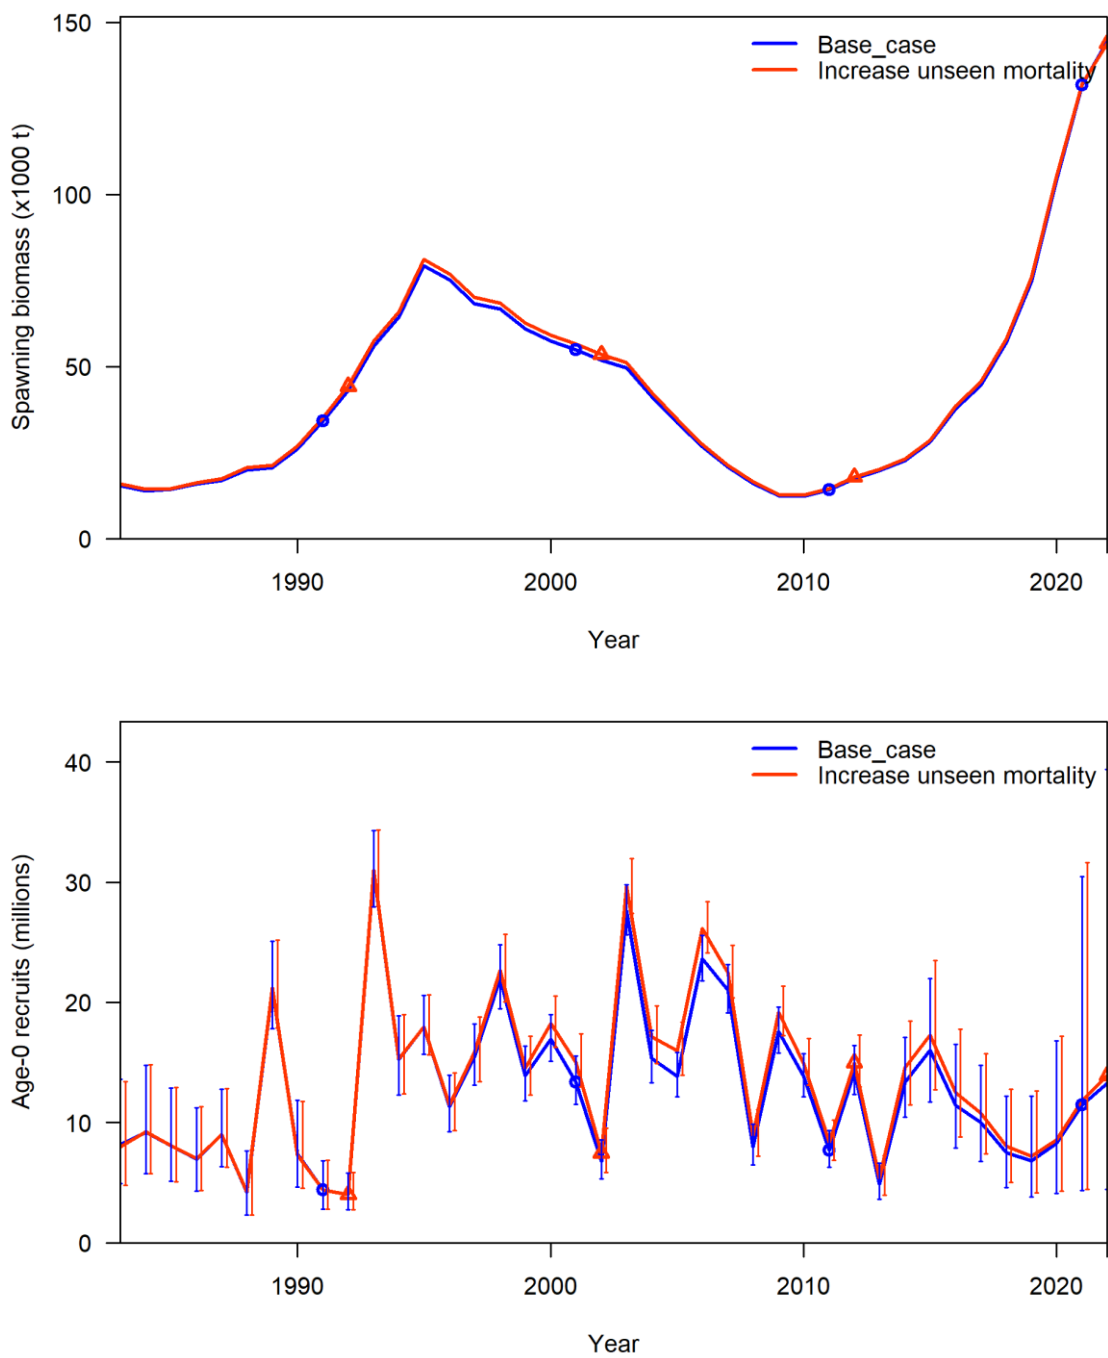 150
100
50
0
Spawning biomass (x1000 t)
Base_case
Increase unseen mortality
1990 2000 2010 2020
Year
40
30
20
10
0
Age-0 recruits (millions)
Base_case
Increase unseen mortality
1990 2000 2010 2020
Year